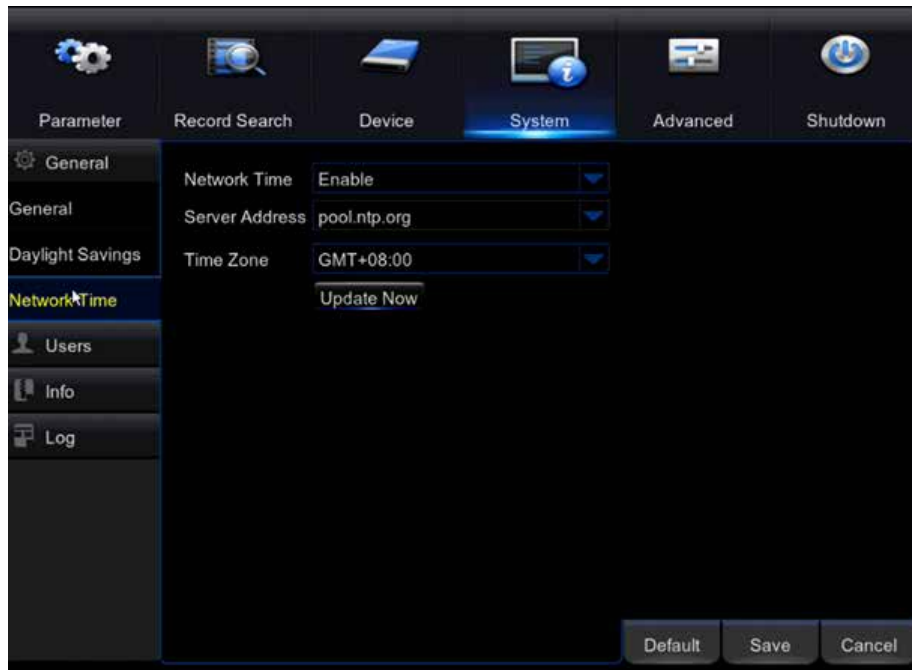 Parameter Record Search Device System Advanced Shutdown
General
General
Daylight Savings
Network Time
Users
Info
Log
Network Time Enable
Server Address pool.ntp.org
Time Zone GMT+08:00
Update Now
Default Save Cancel